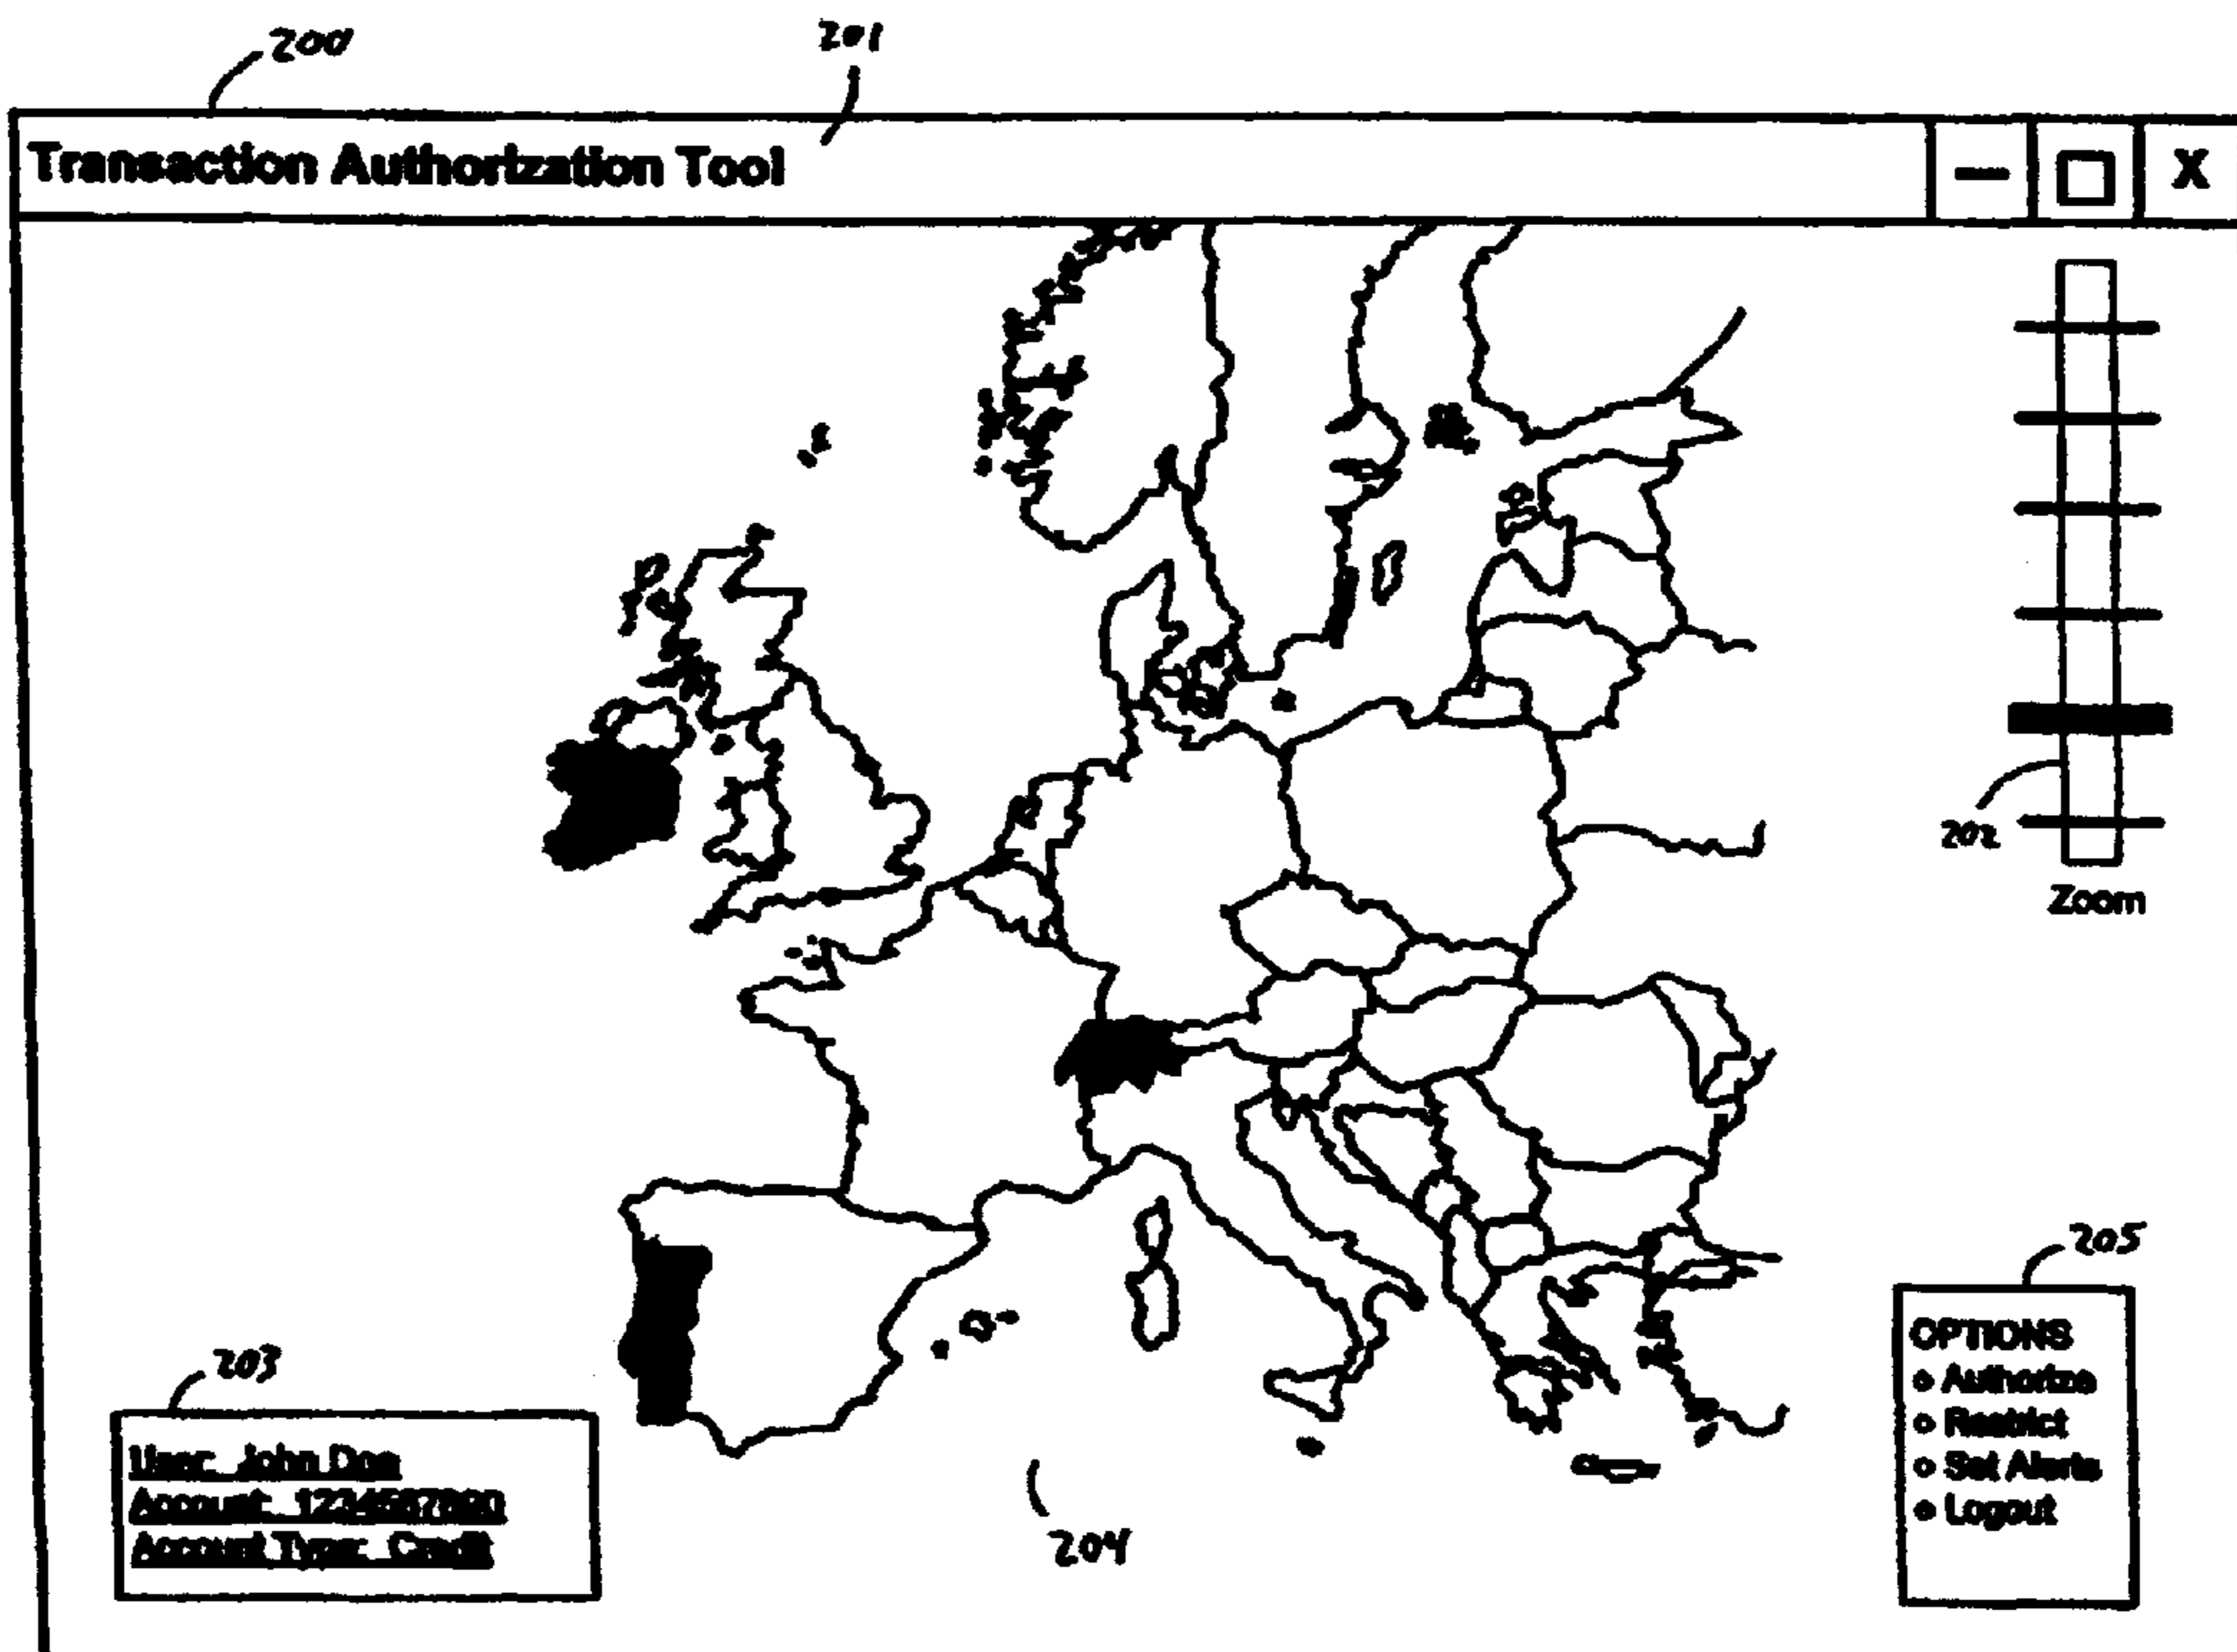 200
201
Transaction Authorization Tool
X
202
Zoom
205
OPTIONS
Authorize
Restrict
Set Alerts
Logout
203
User: John Doe
Account:
Account Type: Credit
204